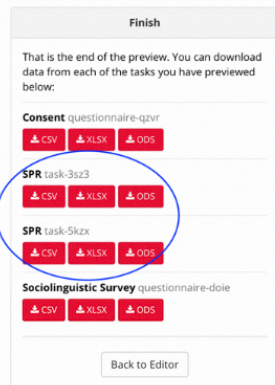 Finish
That is the end of the preview. You can download
data from each of the tasks you have previewed
below:
Consent questionnaire-qzvr
CSV XLSX ODS
SPR task-3sz3
CSV XLSX ODS
SPR task-5kzx
CSV XLSX ODS
Sociolinguistic Survey questionnaire-doie
CSV XLSX ODS
Back to Editor